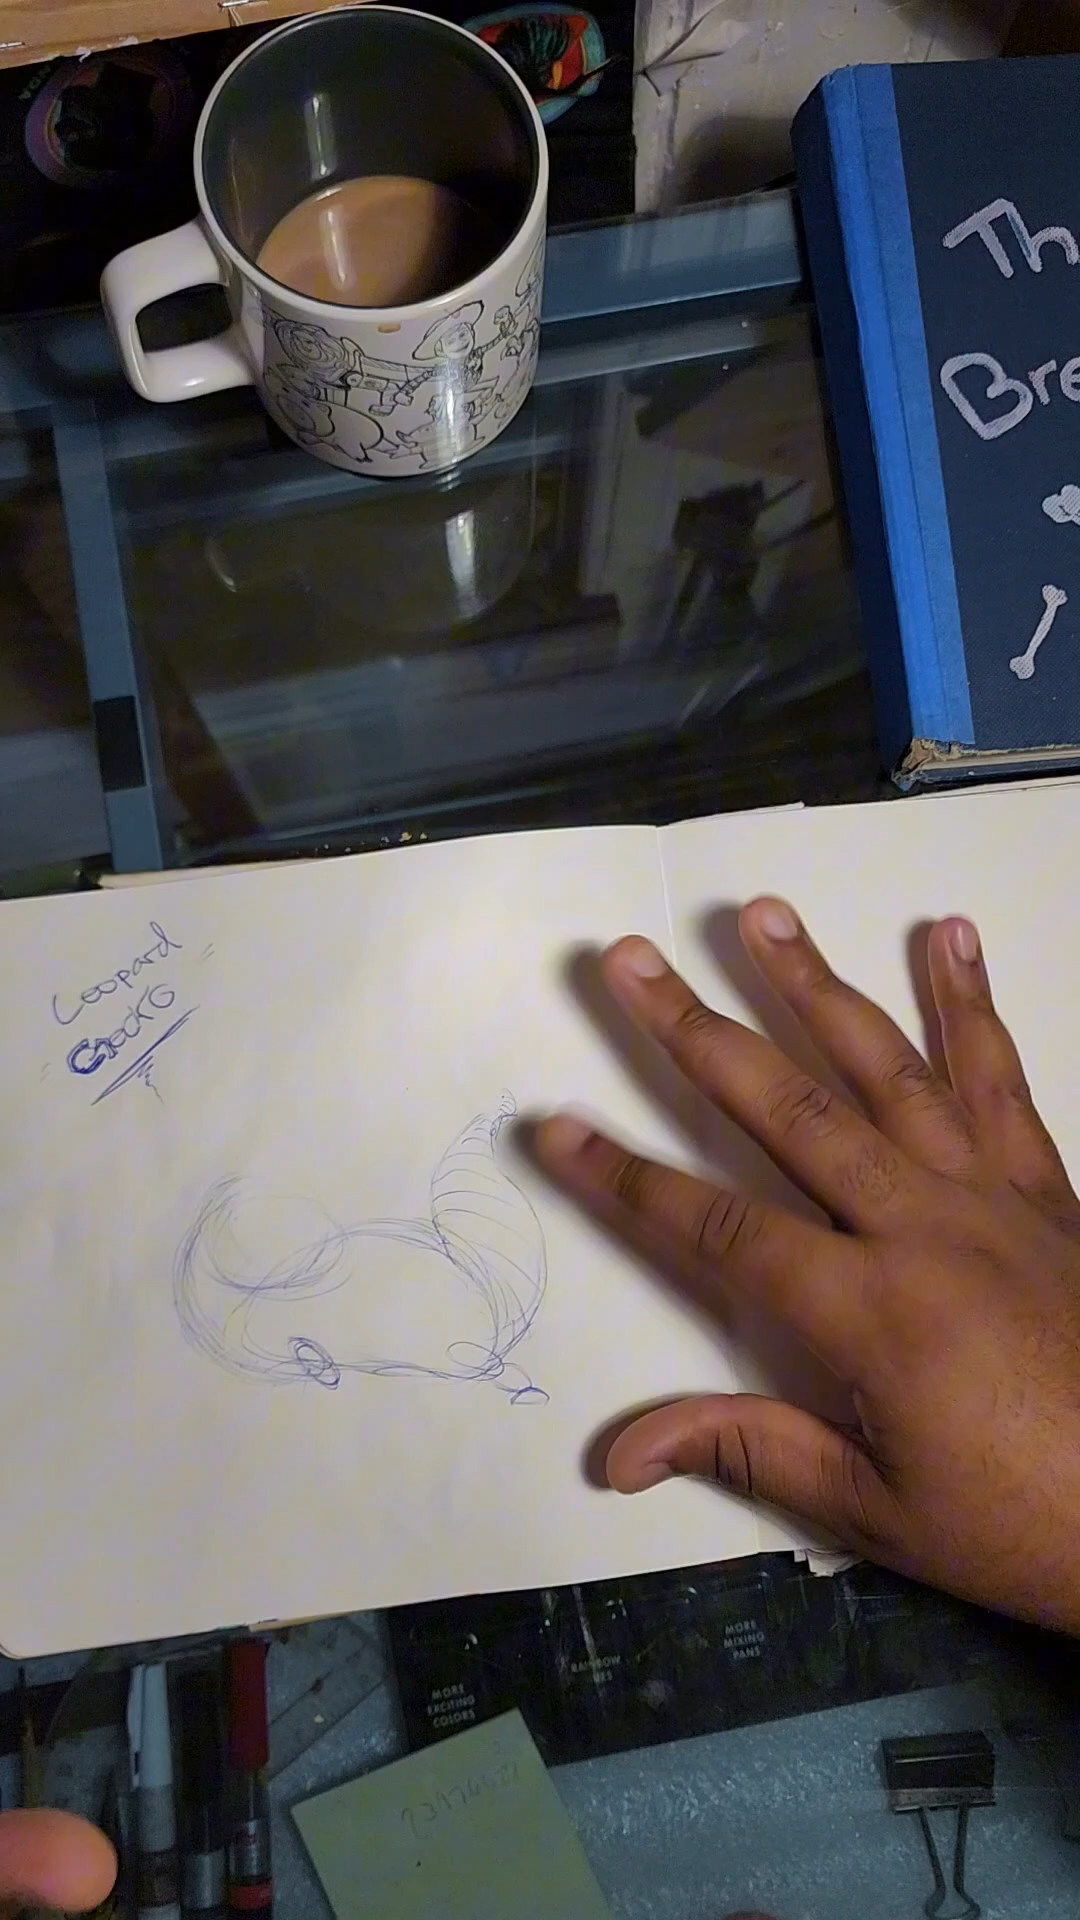 Th
Bre
Leopard
Gecko
MORE
EXCITING
COLORS
RAINBOW
MORE
MIXING
PANS